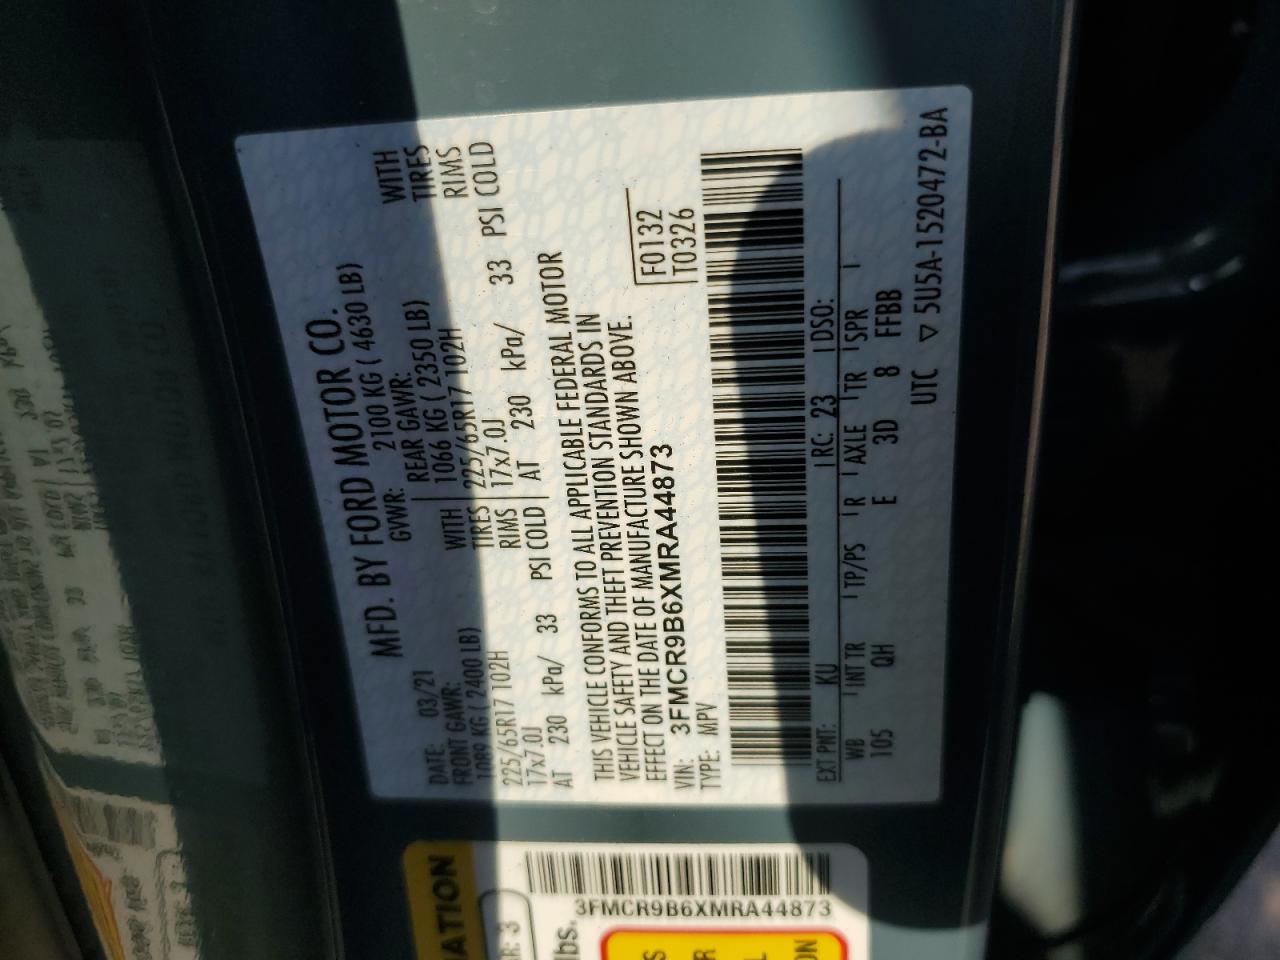 MFD. BY FORD MOTOR CO.
DATE: 03/21 GVWR: 2100 KG ( 4630 LB)
FRONT GAWR: REAR GAWR:
1089 KG ( 2400 LB) WITH 1066 KG ( 2350 LB) WITH
225/65R17 102H TIRES 225/65R17 102H TIRES
17x7.0J RIMS 17x7.0J RIMS
AT 230 kPa/ 33 PSI COLD AT 230 kPa/ 33 PSI COLD
THIS VEHICLE CONFORMS TO ALL APPLICABLE FEDERAL MOTOR
VEHICLE SAFETY AND THEFT PREVENTION STANDARDS IN
EFFECT ON THE DATE OF MANUFACTURE SHOWN ABOVE.
VIN: 3FMCR9B6XMRA44873
TYPE: MPV
F0132
T0326
EXT PNT: KU RC: 23 DSO:
WB INT TR TP/PS R AXLE TR SPR
105 QH E 3D 8 FFBB
UTC ▽ 5U5A-1520472-BA
3FMCR9B6XMRA44873